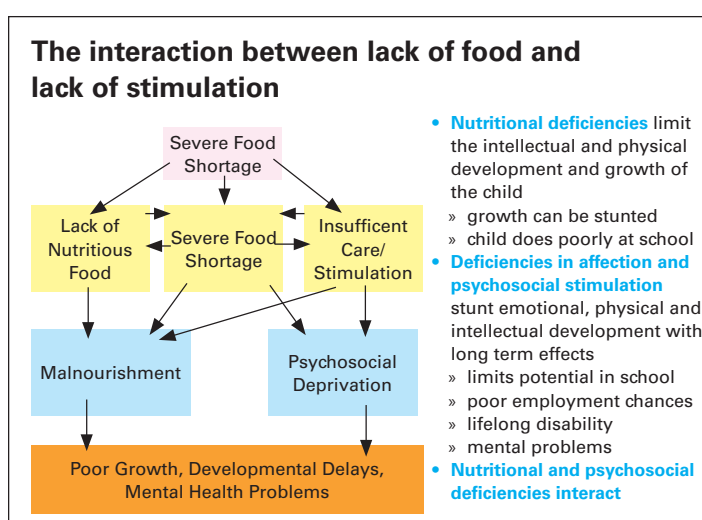 The interaction between lack of food and
lack of stimulation
Severe Food
Shortage
Lack of
Nutritious
Food
Severe Food
Shortage
Insufficent
Care/
Stimulation
Malnourishment
Psychosocial
Deprivation
Poor Growth, Developmental Delays,
Mental Health Problems
• Nutritional deficiencies limit
the intellectual and physical
development and growth of
the child
» growth can be stunted
» child does poorly at school
• Deficiencies in affection and
psychosocial stimulation
stunt emotional, physical and
intellectual development with
long term effects
» limits potential in school
» poor employment chances
» lifelong disability
» mental problems
• Nutritional and psychosocial
deficiencies interact